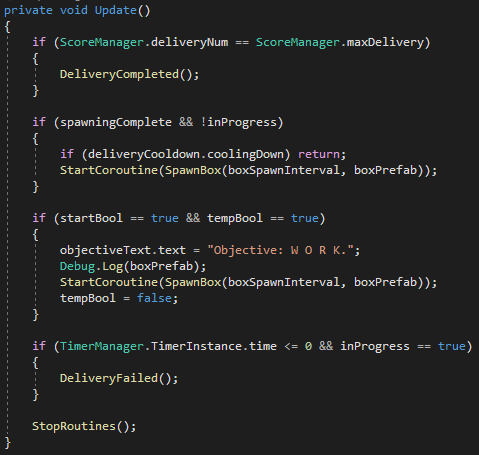 private void Update()
{
if (ScoreManager.deliveryNum == ScoreManager.maxDelivery)
{
DeliveryCompleted();
}
if (spawningComplete && !inProgress)
{
if (deliveryCooldown.coolingDown) return;
StartCoroutine(SpawnBox(boxSpawnInterval, boxPrefab));
}
if (startBool == true && tempBool == true)
{
objectiveText.text = "Objective: W O R K.";
Debug.Log(boxPrefab);
StartCoroutine(SpawnBox(boxSpawnInterval, boxPrefab));
tempBool = false;
}
if (TimerManager.TimerInstance.time <= 0 && inProgress == true)
{
DeliveryFailed();
}
StopRoutines();
}